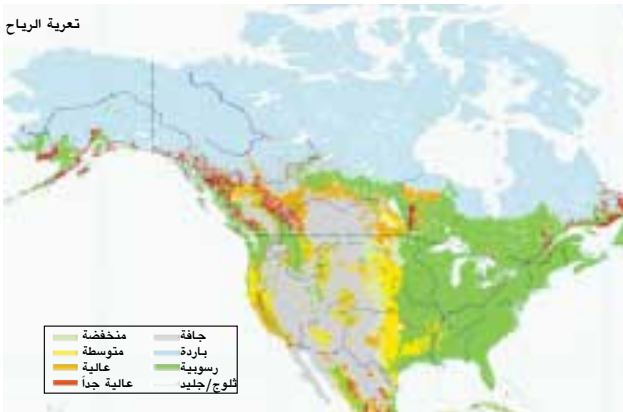 تعرية الرياح
منخفضة
متوسطة
عالية
عالية جداً
جافة
باردة
رسوبية
ثلوج/جليد